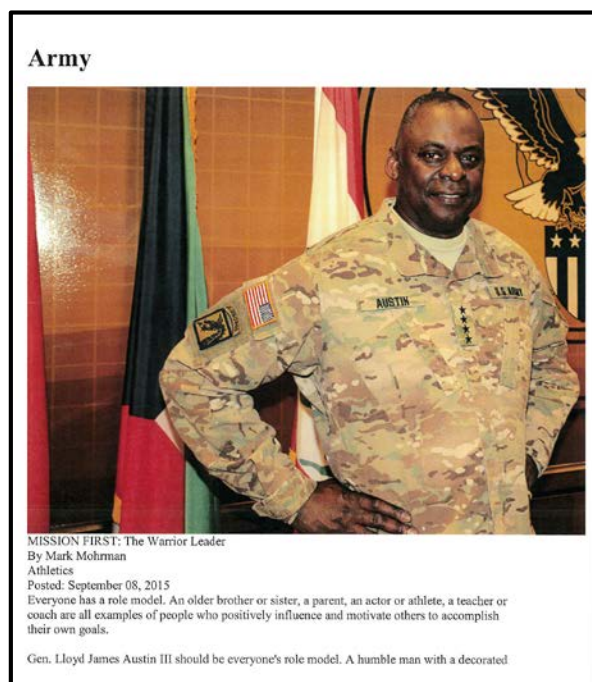 Army
AUSTIN
U.S. ARMY
MISSION FIRST: The Warrior Leader
By Mark Mohrman
Athletics
Posted: September 08, 2015
Everyone has a role model. An older brother or sister, a parent, an actor or athlete, a teacher or
coach are all examples of people who positively influence and motivate others to accomplish
their own goals.
Gen. Lloyd James Austin III should be everyone's role model. A humble man with a decorated